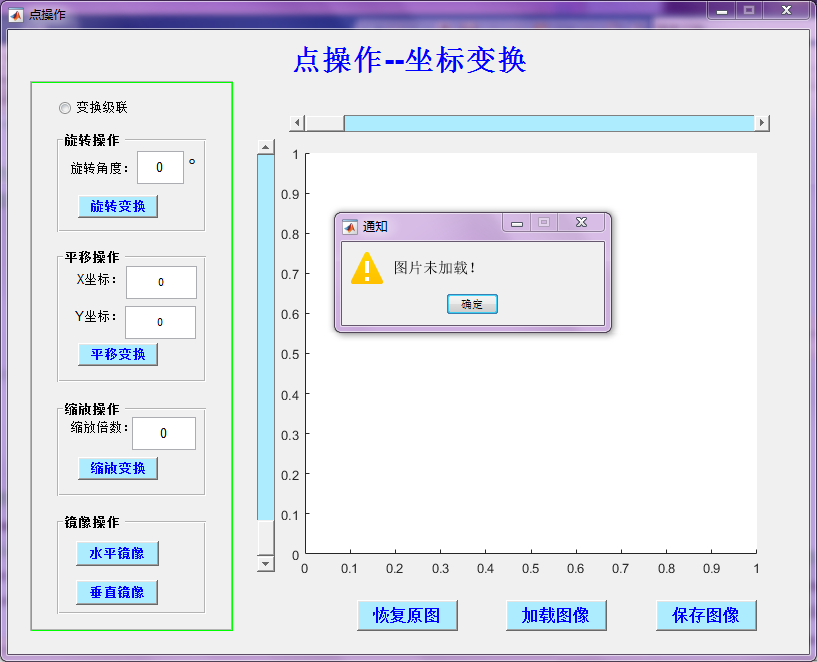 点操作
点操作--坐标变换
变换级联
旋转操作
旋转角度： 0 °
旋转变换
平移操作
X坐标： 0
Y坐标： 0
平移变换
缩放操作
缩放倍数： 0
缩放变换
镜像操作
水平镜像
垂直镜像
1
0.9
0.8
0.7
0.6
0.5
0.4
0.3
0.2
0.1
0
0 0.1 0.2 0.3 0.4 0.5 0.6 0.7 0.8 0.9 1
通知
图片未加载！
确定
恢复原图 加载图像 保存图像